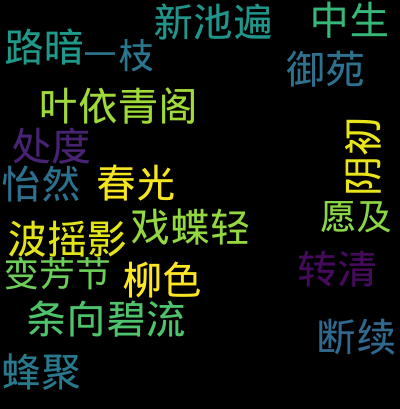 新池遍
中生
路暗
一枝
御苑
叶依青阁
处度
阴初
怡然
春光
愿及
戏蝶轻
波摇影
变芳节
柳色
转清
条向碧流
断续
蜂聚